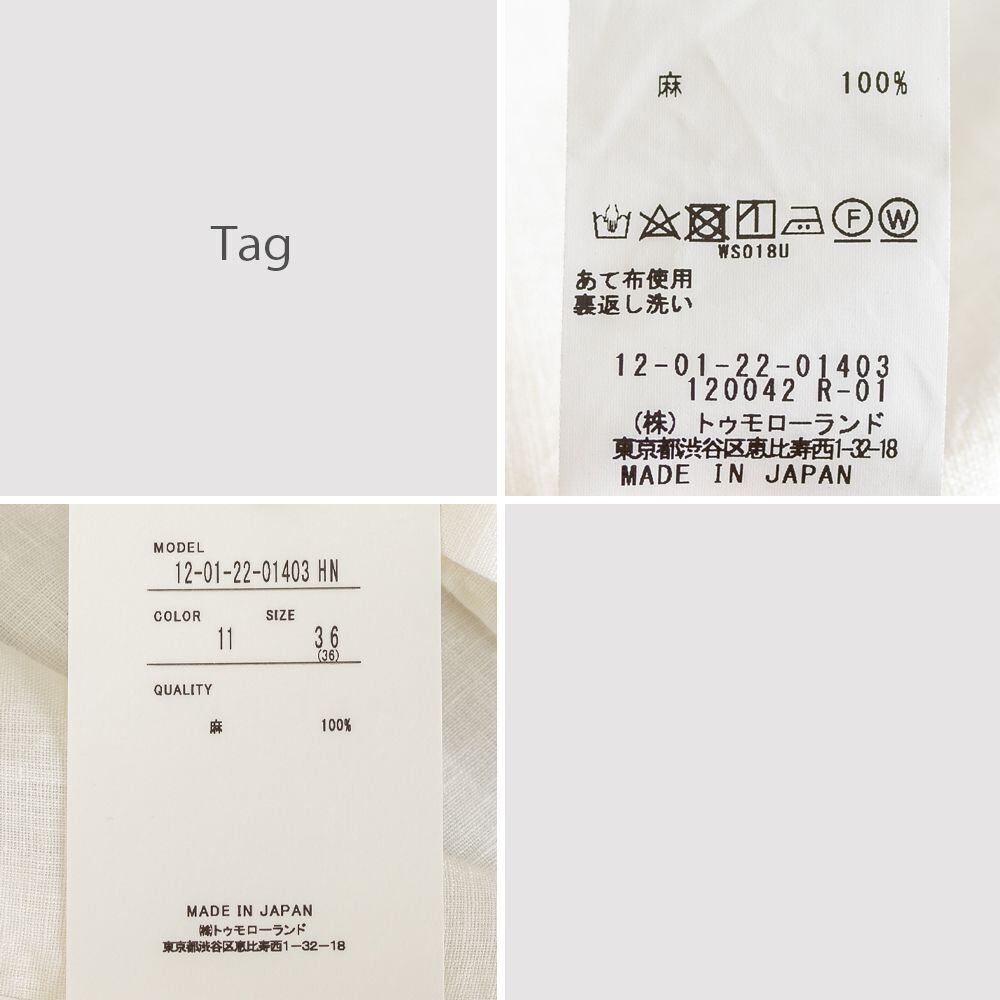 Tag
麻 100%
F W
WS018U
あて布使用
裏返し洗い
12-01-22-01403
120042 R-01
(株) トゥモローランド
東京都渋谷区恵比寿西1-32-18
MADE IN JAPAN
MODEL
12-01-22-01403 HN
COLOR SIZE
11 36
(36)
QUALITY
麻 100%
MADE IN JAPAN
㈱トゥモローランド
東京都渋谷区恵比寿西1-32-18